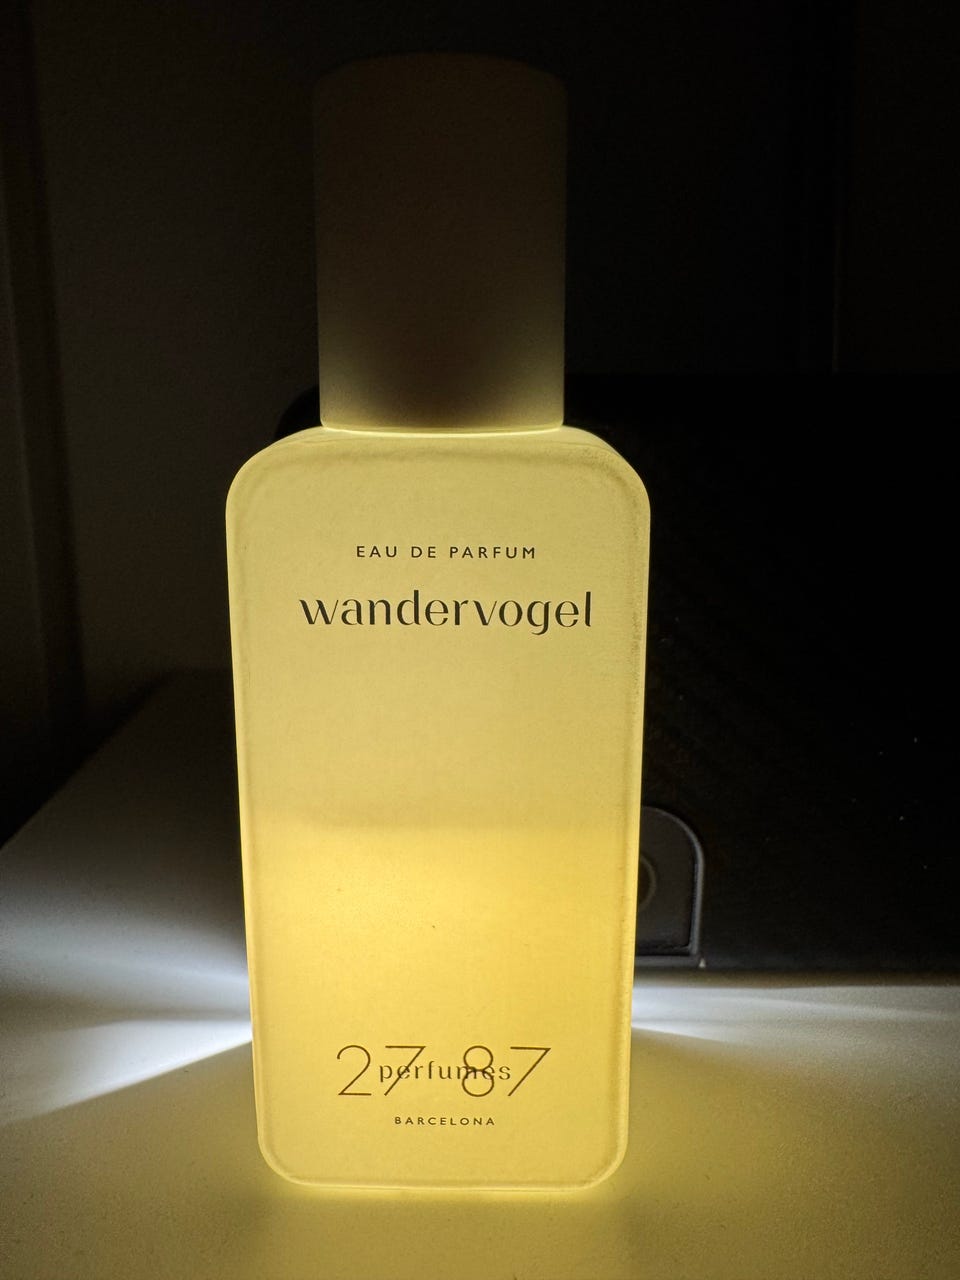 EAU DE PARFUM
wandervogel
27 87
perfumes
BARCELONA